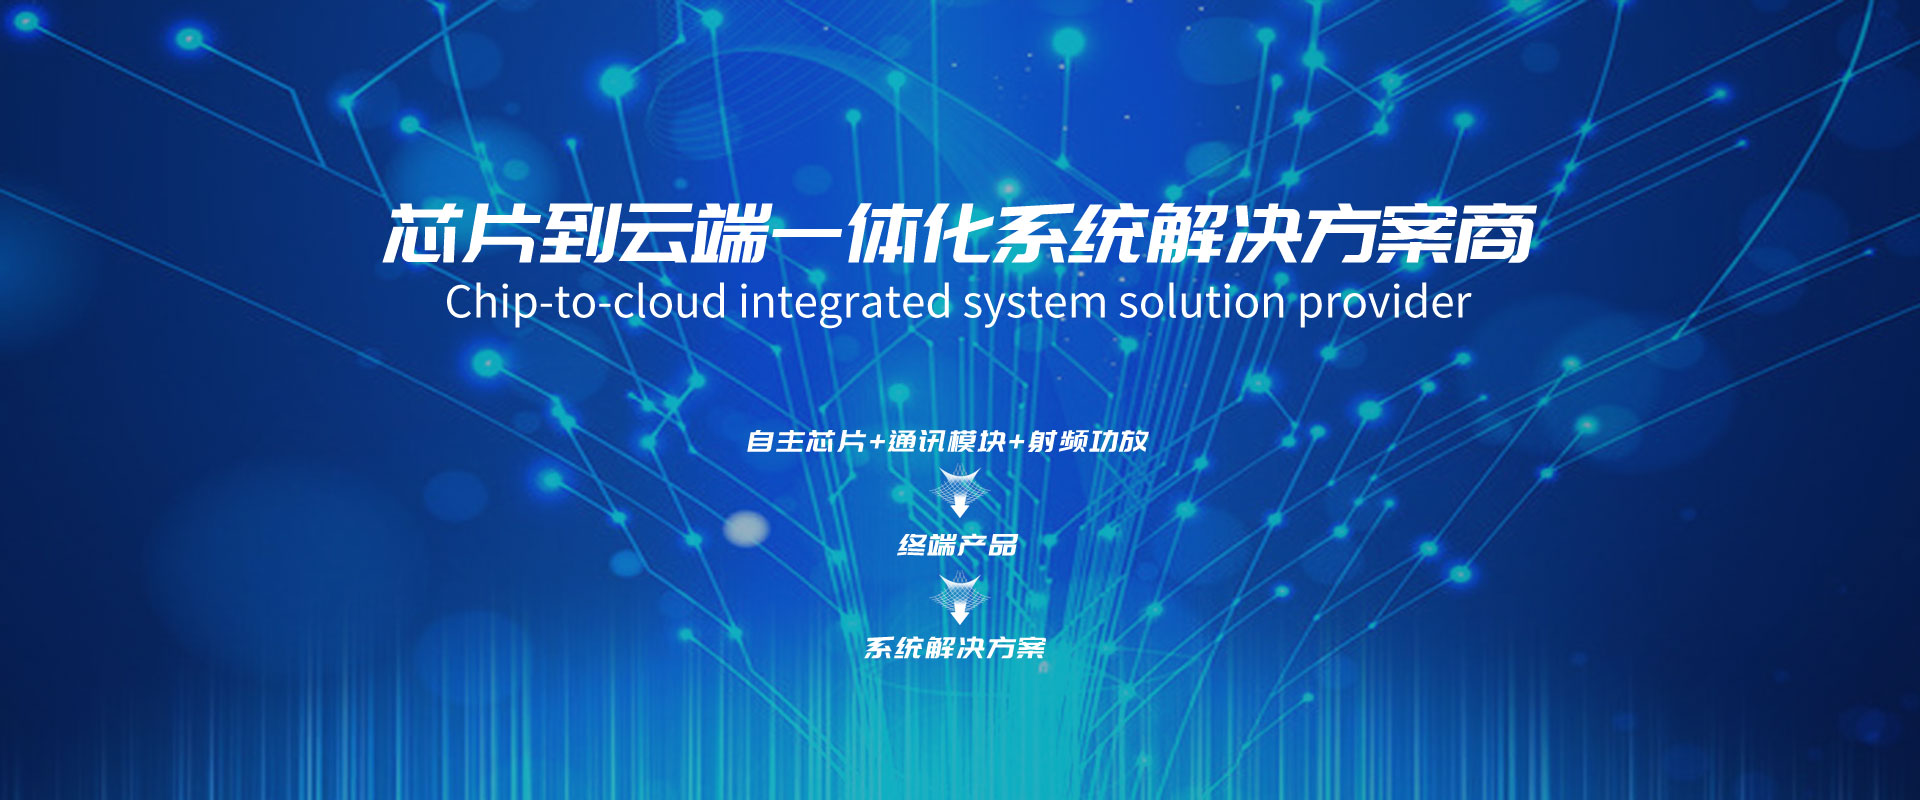 芯片到云端一体化系统解决方案商
Chip-to-cloud integrated system solution provider
自主芯片+通讯模块+射频功放
终端产品
系统解决方案